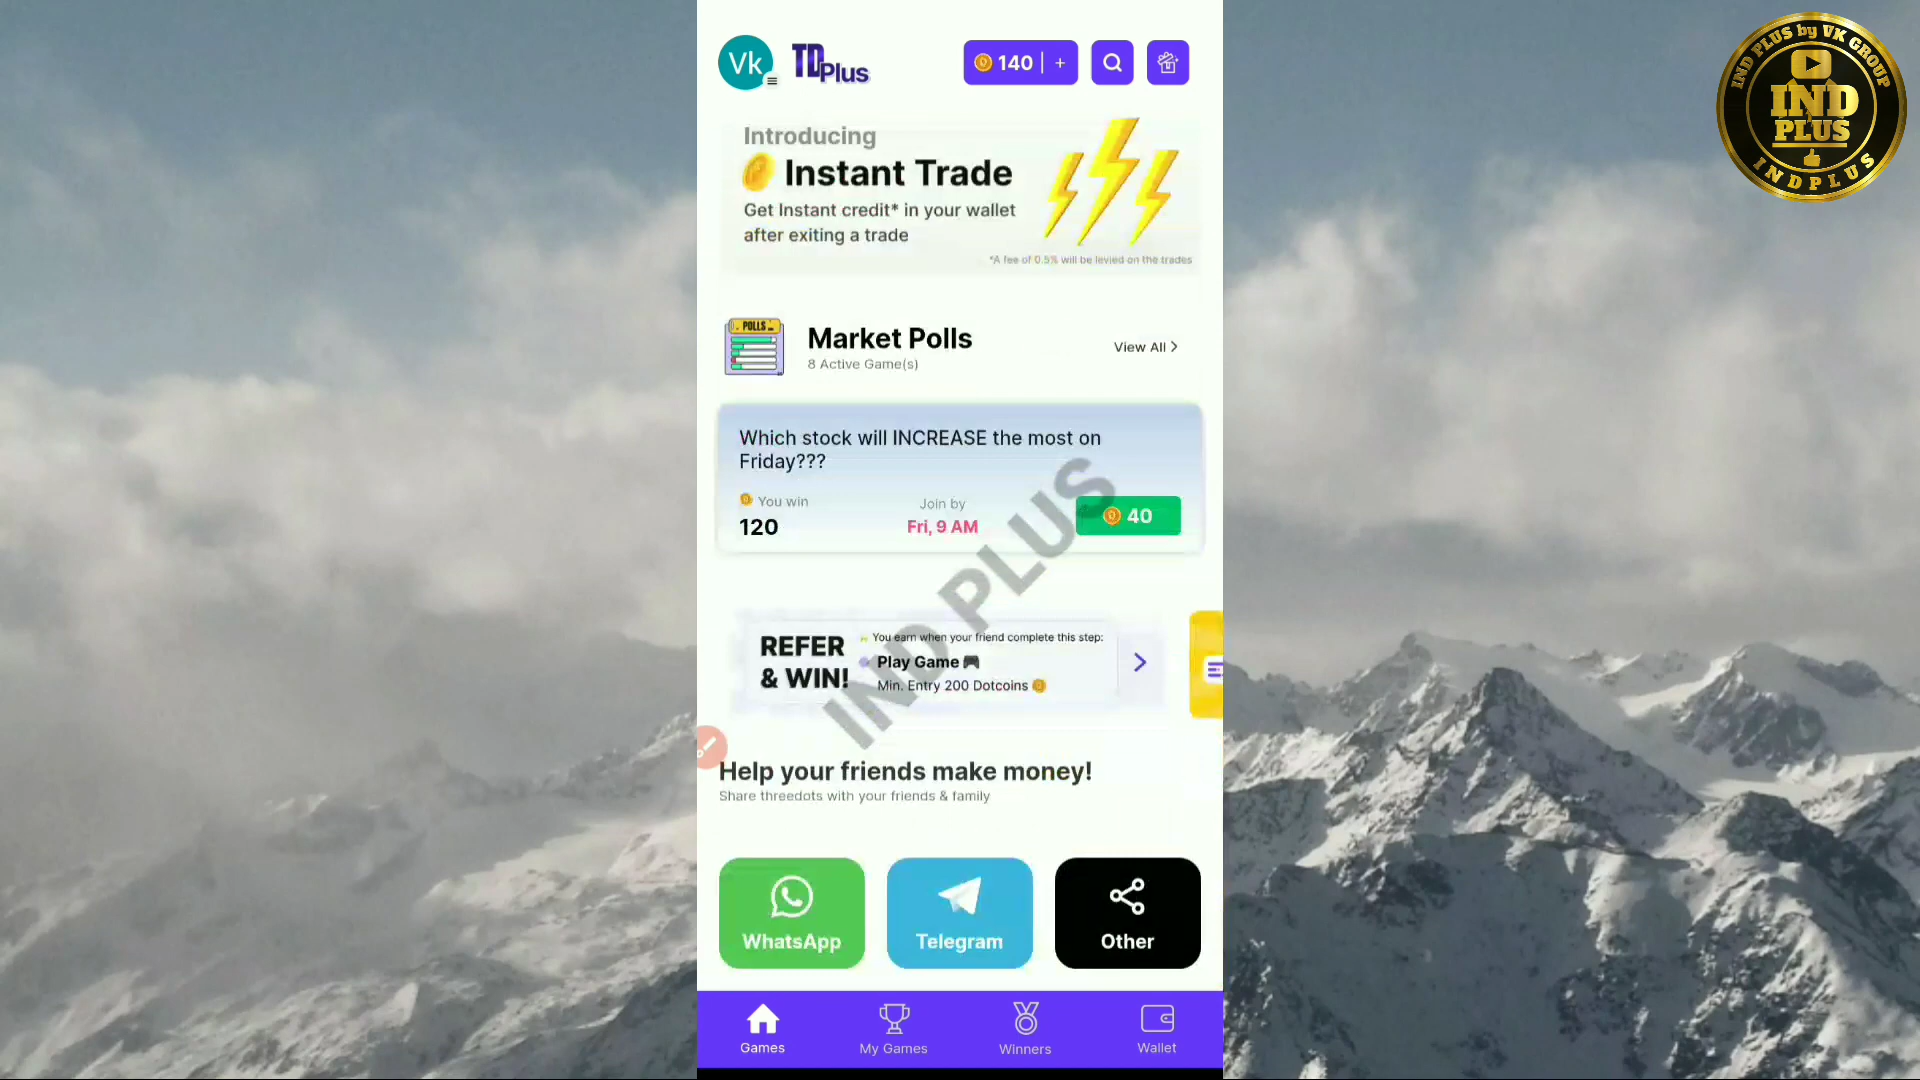 Vk
TDPlus
140 | +
Introducing
Instant Trade
Get Instant credit* in your wallet
after exiting a trade
*A fee of 0.5% will be levied on the trades
POLLS
Market Polls
8 Active Game(s)
View All >
Which stock will INCREASE the most on
Friday???
You win
120
Join by
Fri, 9 AM
40
REFER
& WIN!
You earn when your friend complete this step:
Play Game 🎮
Min. Entry 200 Dotcoins
IND PLUS
Help your friends make money!
Share threedots with your friends & family
WhatsApp
Telegram
Other
Games
My Games
Winners
Wallet
IND PLUS by VK GROUP
IND
PLUS
INDPLUS